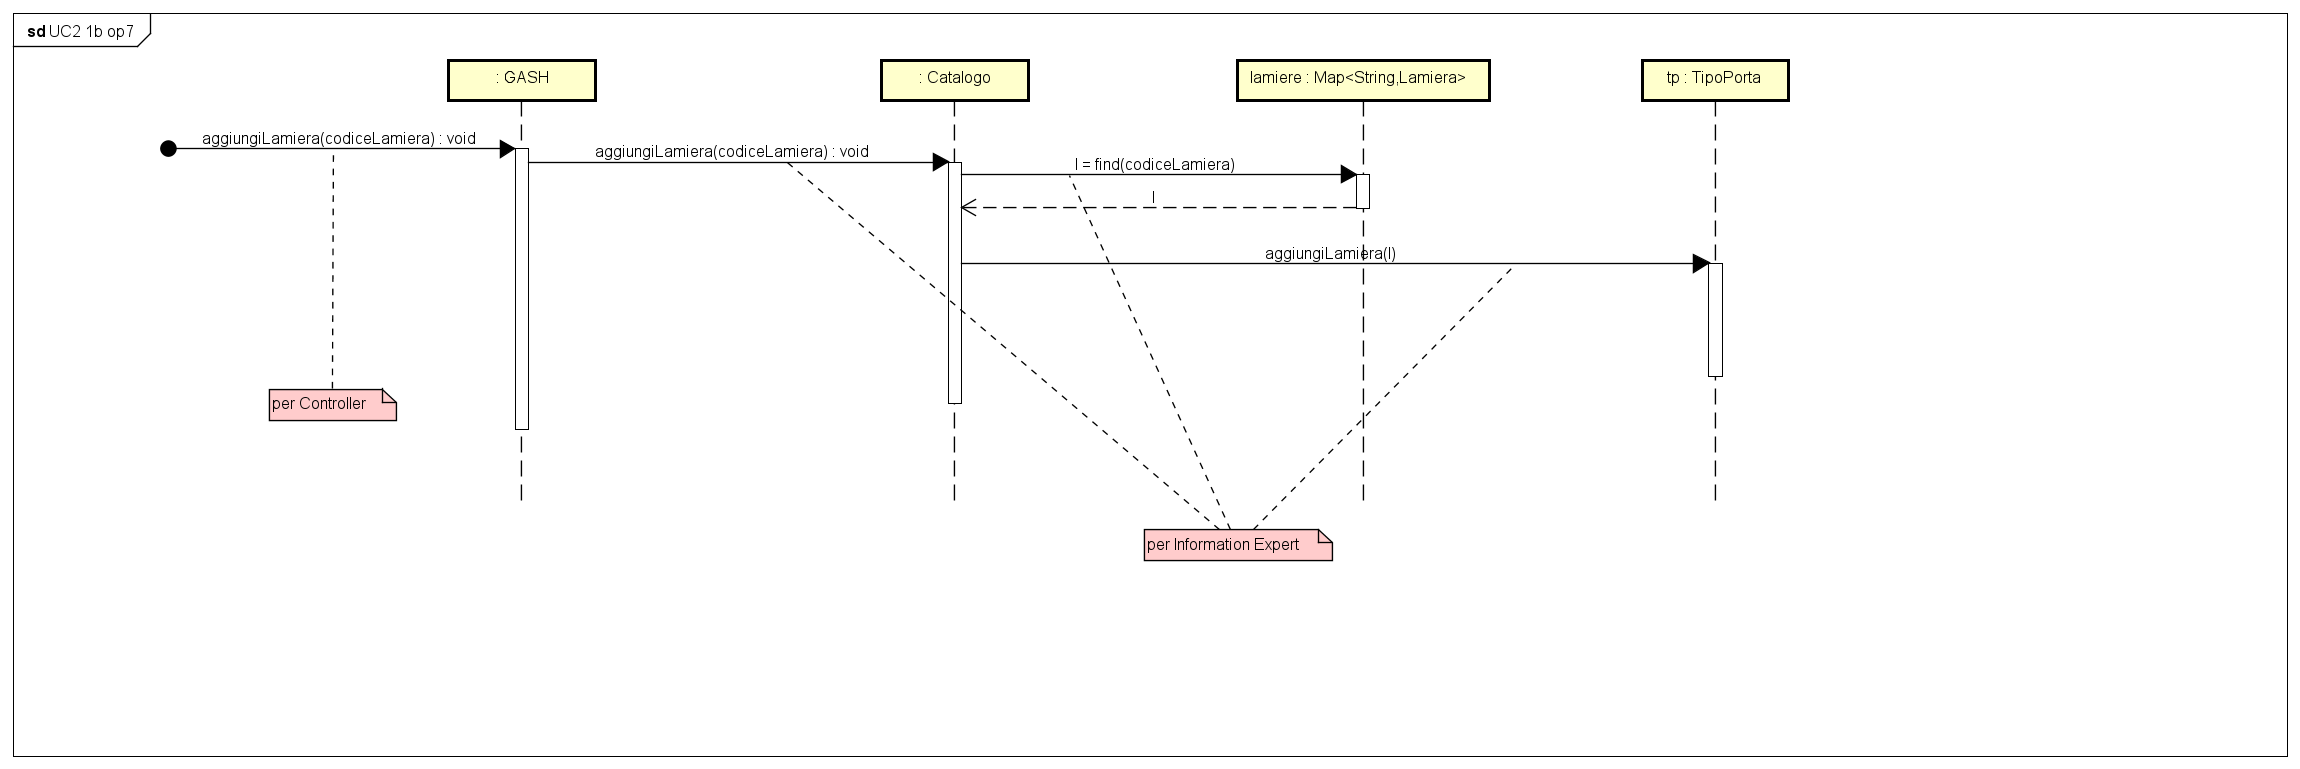 sd UC2 1b op7
: GASH
: Catalogo
lamiere : Map<String,Lamiera>
tp : TipoPorta
aggiungiLamiera(codiceLamiera) : void
aggiungiLamiera(codiceLamiera) : void
l = find(codiceLamiera)
l
aggiungiLamiera(l)
per Controller
per Information Expert